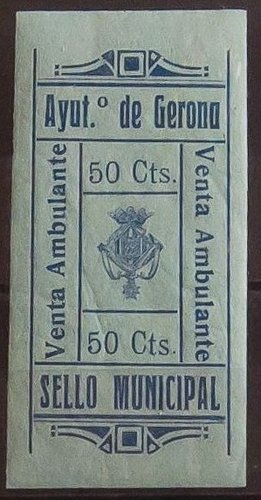 Ayut.º de Gerona
Venta Ambulante
50 Cts.
Venta Ambulante
50 Cts.
SELLO MUNICIPAL